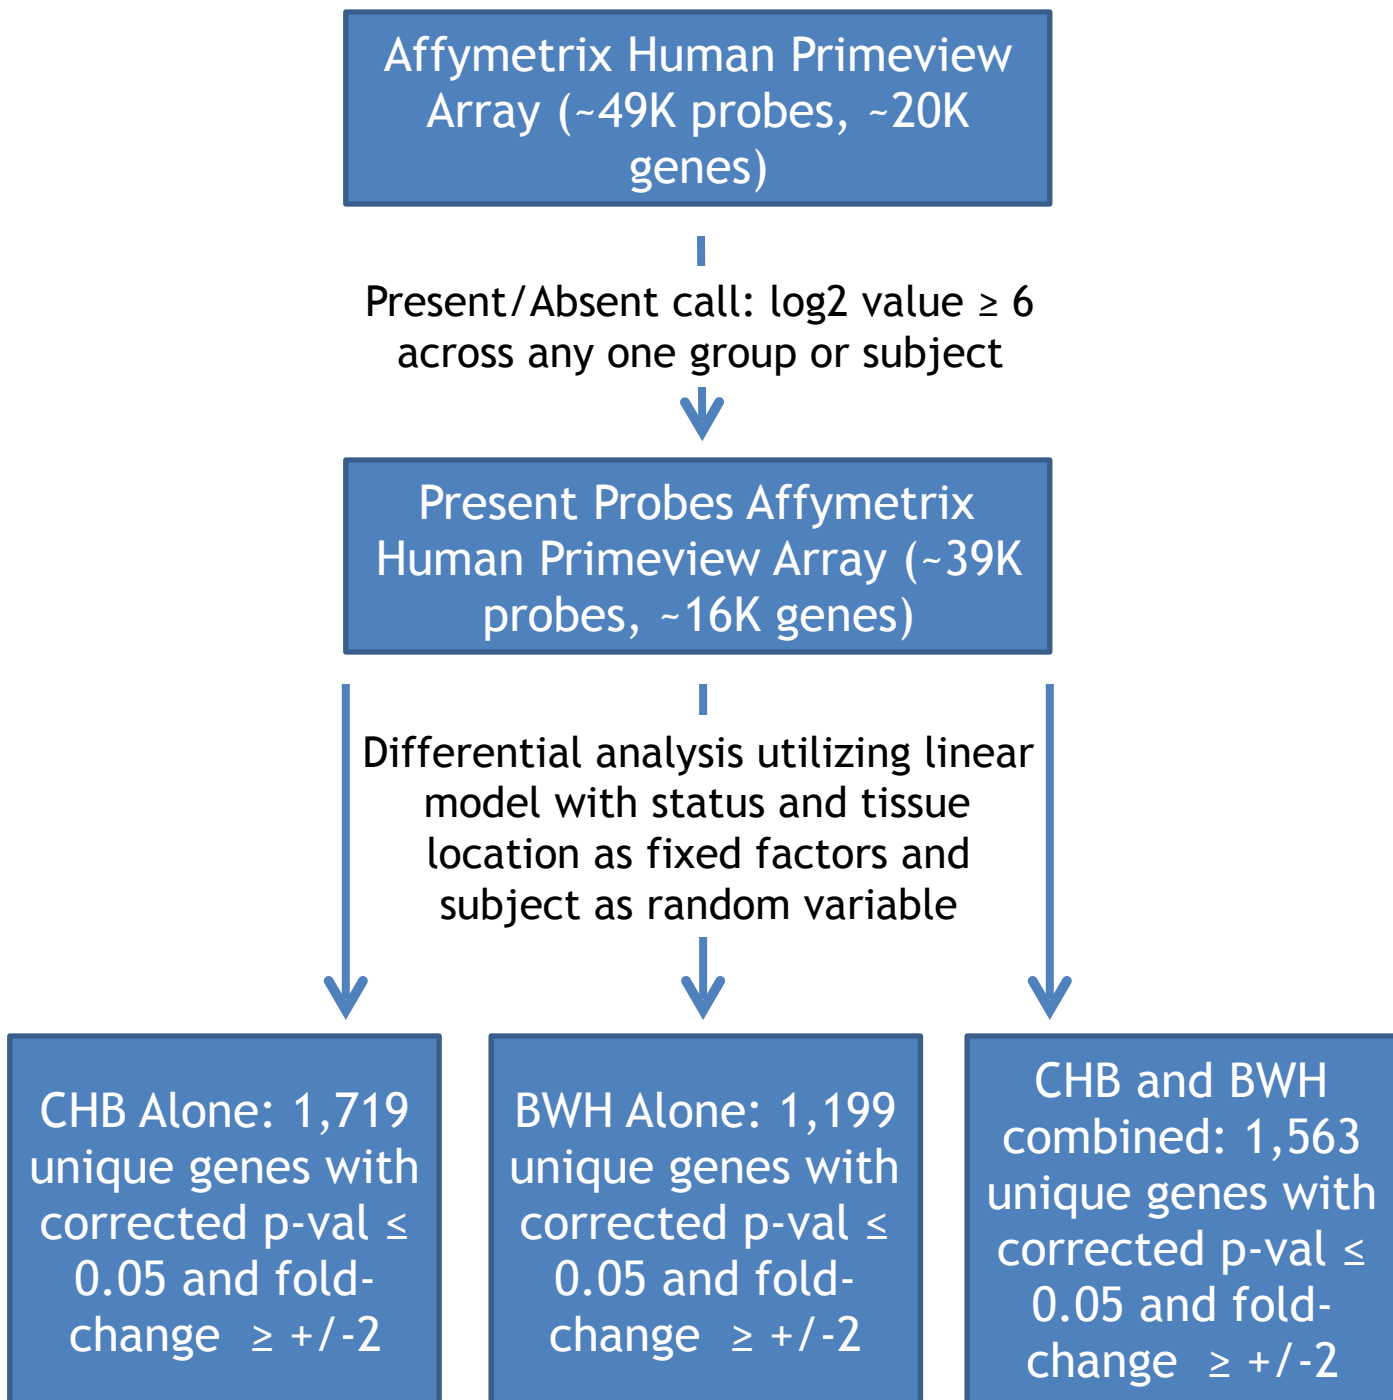 Affymetrix Human Primeview
Array (~49K probes, ~20K
genes)
Present/Absent call: log2 value ≥ 6
across any one group or subject
Present Probes Affymetrix
Human Primeview Array (~39K
probes, ~16K genes)
Differential analysis utilizing linear
model with status and tissue
location as fixed factors and
subject as random variable
CHB Alone: 1,719
unique genes with
corrected p-val ≤
0.05 and fold-
change ≥ +/-2
BWH Alone: 1,199
unique genes with
corrected p-val ≤
0.05 and fold-
change ≥ +/-2
CHB and BWH
combined: 1,563
unique genes with
corrected p-val ≤
0.05 and fold-
change ≥ +/-2